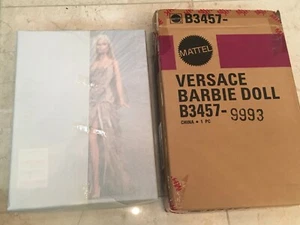 B3457-
MATTEL
VERSACE
BARBIE DOLL
B3457-9993
CHINA • 1 PC